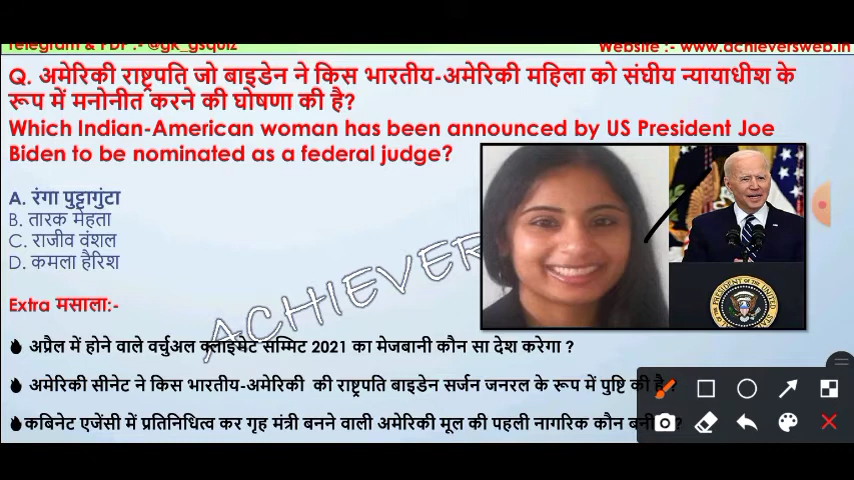 Telegram & PDF :- @gk_gsquiz
Website :- www.achieversweb.in
Q. अमेरिकी राष्ट्रपति जो बाइडेन ने किस भारतीय-अमेरिकी महिला को संघीय न्यायाधीश के
रूप में मनोनीत करने की घोषणा की है?
Which Indian-American woman has been announced by US President Joe
Biden to be nominated as a federal judge?
A. रंगा पुट्टागुंटा
B. तारक मेहता
C. राजीव वंशल
D. कमला हैरिश
ACHIEVER
Extra मसाला:-
अप्रैल में होने वाले वर्चुअल क्लाइमेट सम्मिट 2021 का मेजबानी कौन सा देश करेगा ?
अमेरिकी सीनेट ने किस भारतीय-अमेरिकी की राष्ट्रपति बाइडेन सर्जन जनरल के रूप में पुष्टि की है ?
कबिनेट एजेंसी में प्रतिनिधित्व कर गृह मंत्री बनने वाली अमेरिकी मूल की पहली नागरिक कौन ?